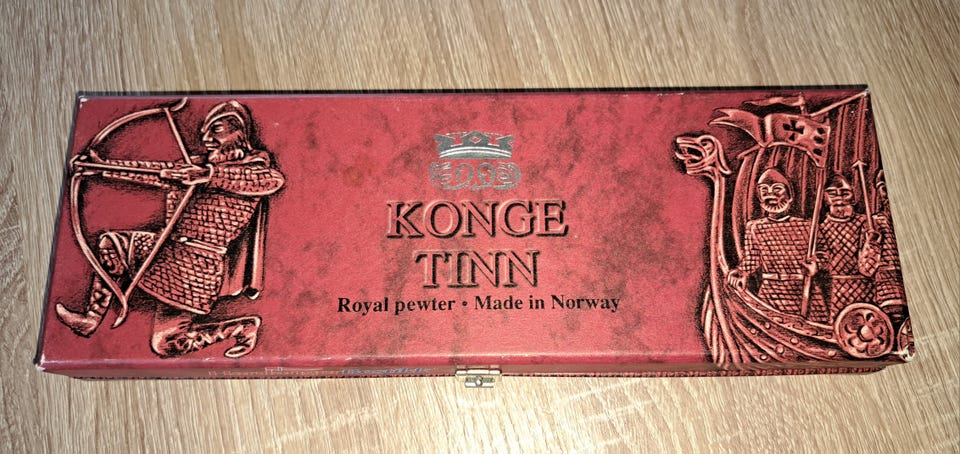 KONGE
TINN
Royal pewter • Made in Norway